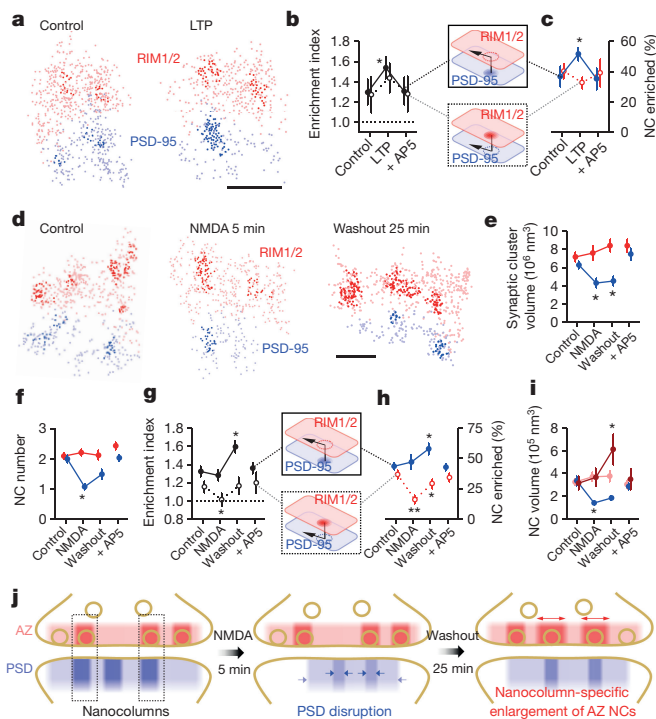 a
Control
LTP
RIM1/2
PSD-95
b
Enrichment index
1.8
1.6
1.4
1.2
1.0
*
Control
LTP
+ AP5
RIM1/2
PSD-95
RIM1/2
PSD-95
c
*
60
40
20
0
NC enriched (%)
Control
LTP
+ AP5
d
Control
NMDA 5 min
Washout 25 min
RIM1/2
PSD-95
e
Synaptic cluster
volume (10⁶ nm³)
10
8
6
4
2
0
*
*
Control
NMDA
Washout
+ AP5
f
NC number
3
2
1
0
*
Control
NMDA
Washout
+ AP5
g
Enrichment index
1.8
1.6
1.4
1.2
1.0
0.8
*
*
Control
NMDA
Washout
+ AP5
RIM1/2
PSD-95
RIM1/2
PSD-95
h
*
**
*
75
50
25
0
NC enriched (%)
Control
NMDA
Washout
+ AP5
i
NC volume (10⁵ nm³)
8
6
4
2
0
*
*
Control
NMDA
Washout
+ AP5
j
AZ
PSD
Nanocolumns
NMDA
5 min
PSD disruption
Washout
25 min
Nanocolumn-specific
enlargement of AZ NCs